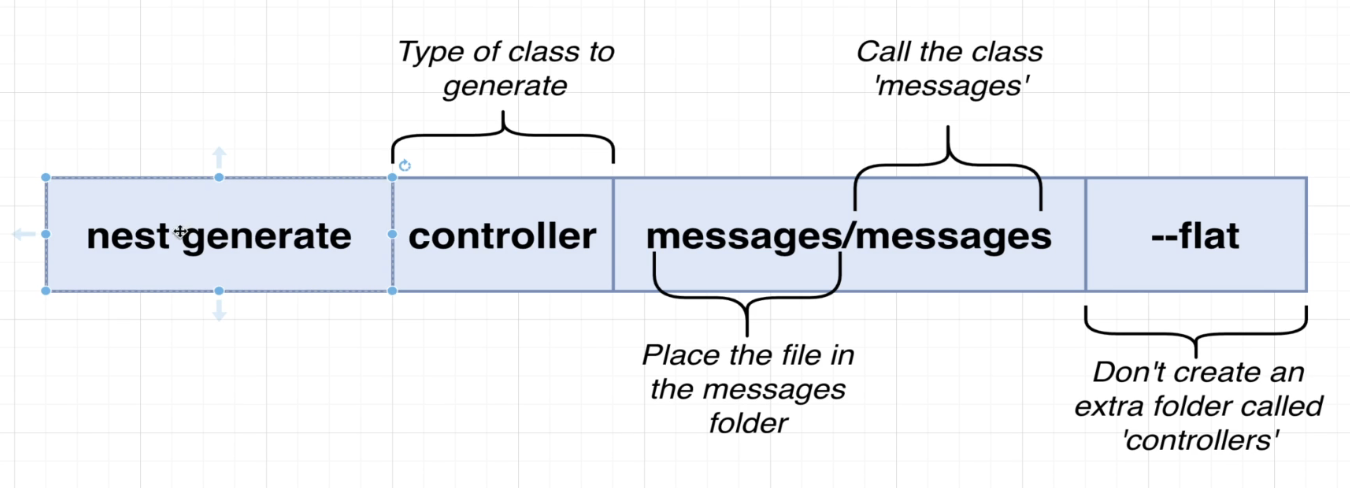 Type of class to
generate
Call the class
'messages'
nest generate
controller
messages/messages
--flat
Place the file in
the messages
folder
Don't create an
extra folder called
'controllers'